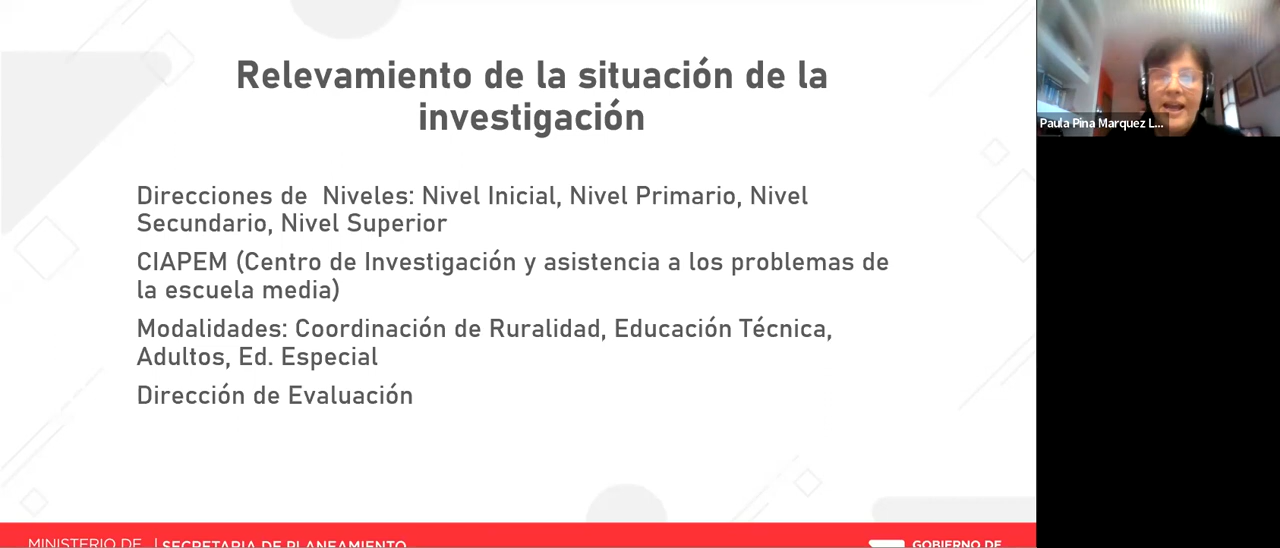 Relevamiento de la situación de la
investigación
Direcciones de Niveles: Nivel Inicial, Nivel Primario, Nivel
Secundario, Nivel Superior
CIAPEM (Centro de Investigación y asistencia a los problemas de
la escuela media)
Modalidades: Coordinación de Ruralidad, Educación Técnica,
Adultos, Ed. Especial
Dirección de Evaluación
MINISTERIO DE | SECRETARIA DE PLANEAMIENTO
GOBIERNO DE
Paula Pina Marquez L...